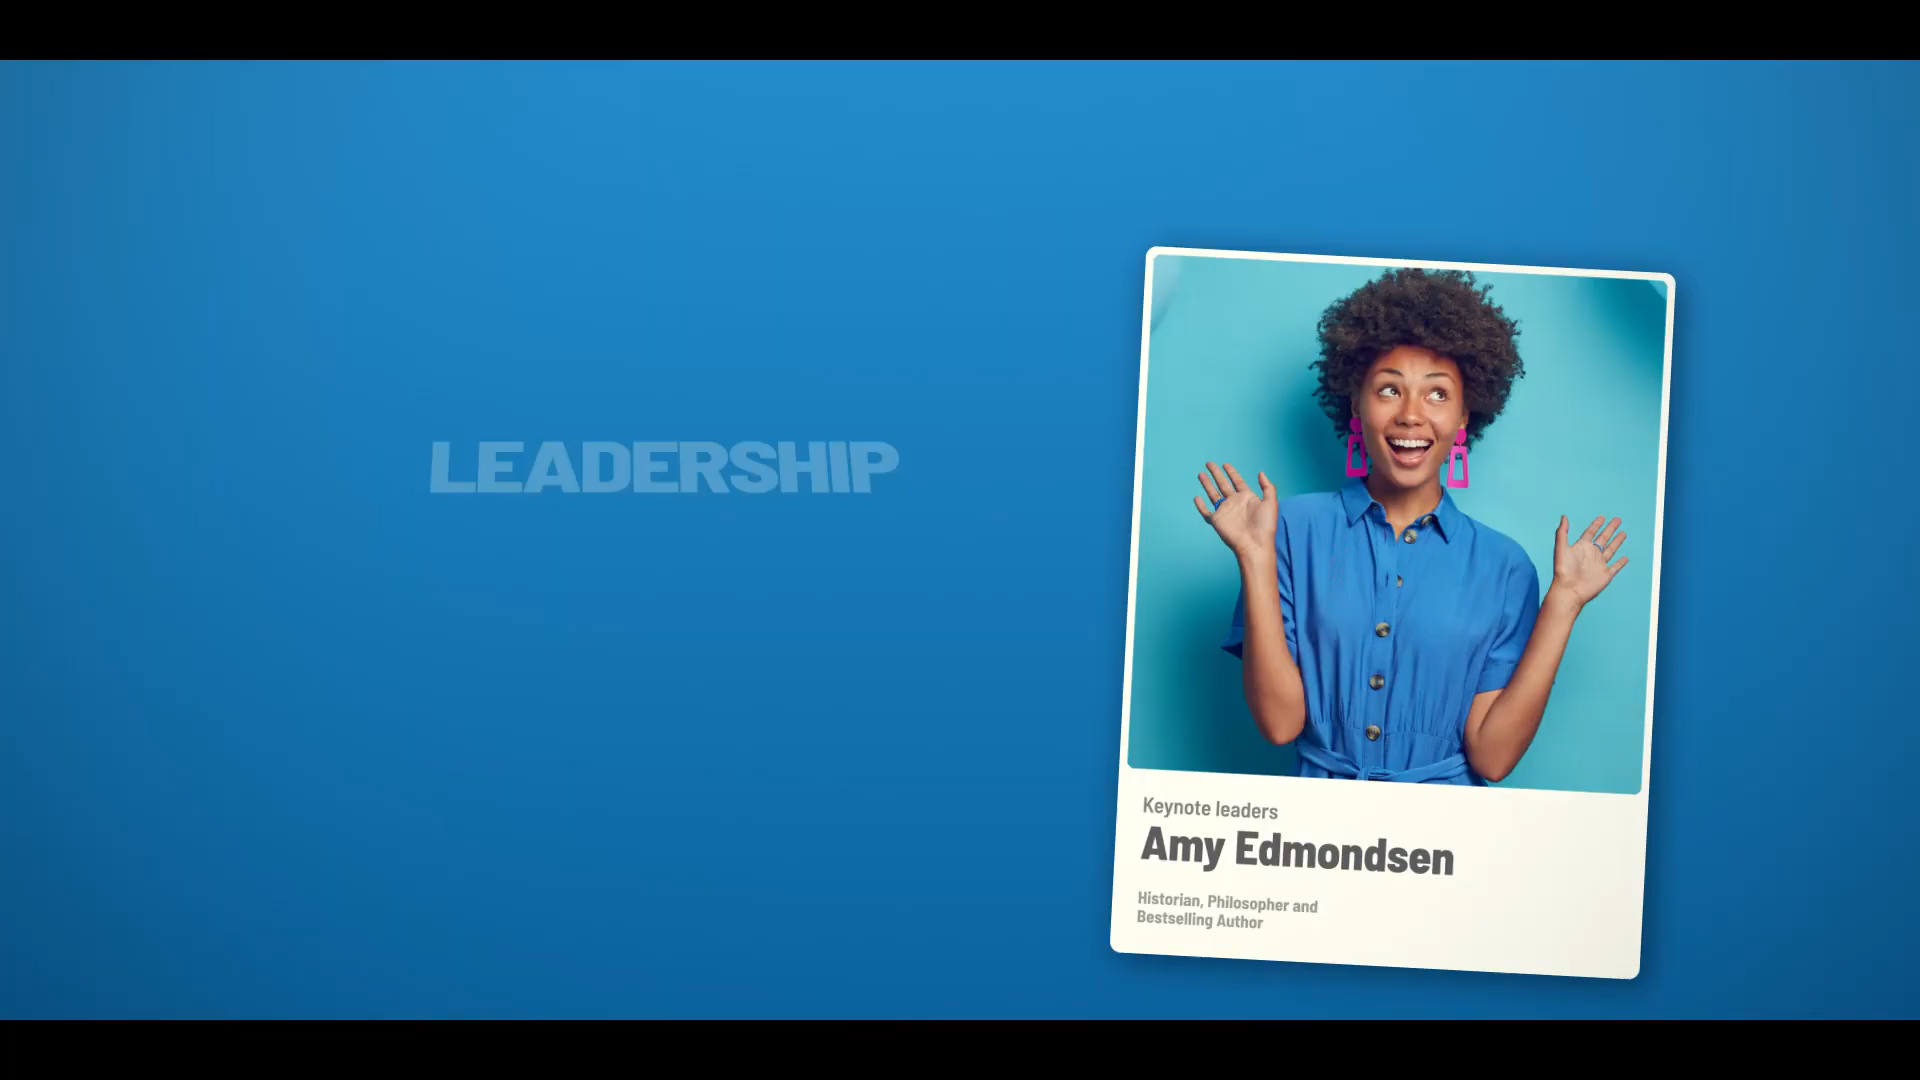 LEADERSHIP
Keynote leaders
Amy Edmondsen
Historian, Philosopher and
Bestselling Author